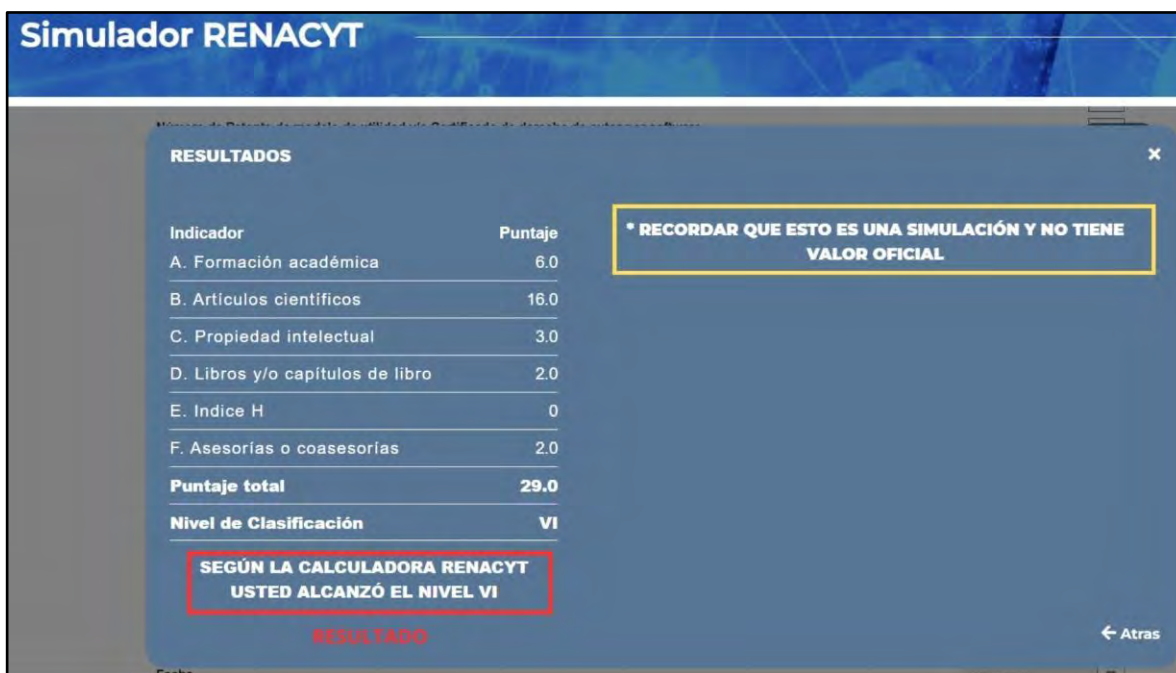 Simulador RENACYT
RESULTADOS
×
Indicador Puntaje
A. Formación académica 6.0
B. Artículos científicos 16.0
C. Propiedad intelectual 3.0
D. Libros y/o capítulos de libro 2.0
E. Indice H 0
F. Asesorías o coasesorías 2.0
Puntaje total 29.0
Nivel de Clasificación VI
SEGÚN LA CALCULADORA RENACYT
USTED ALCANZÓ EL NIVEL VI
RESULTADO
* RECORDAR QUE ESTO ES UNA SIMULACIÓN Y NO TIENE
VALOR OFICIAL
← Atras